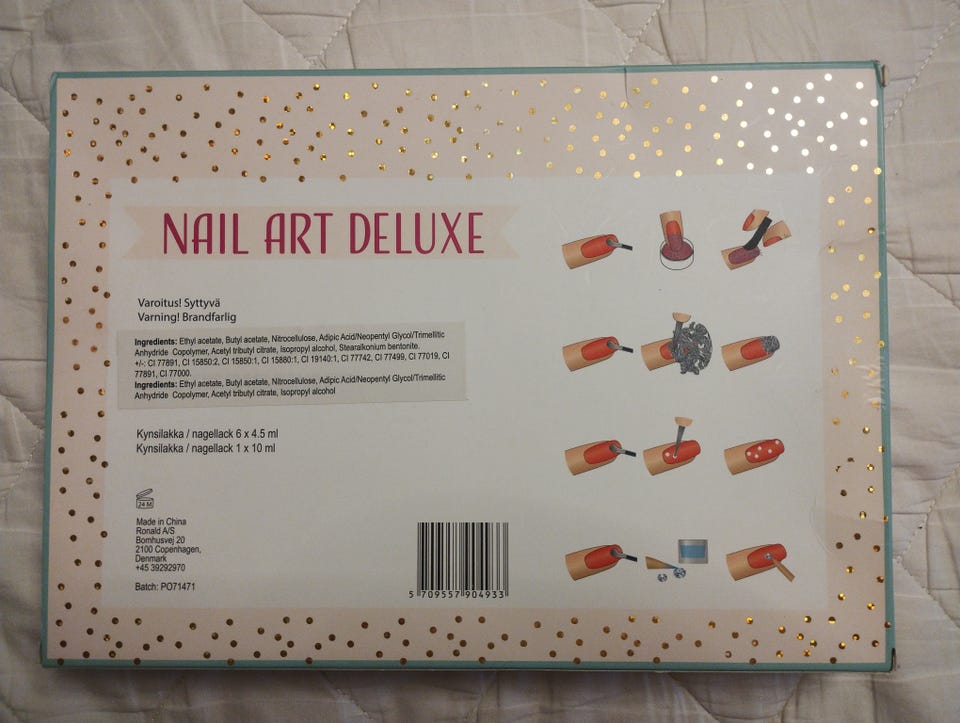 NAIL ART DELUXE
Varoitus! Syttyvä
Varning! Brandfarlig
Ingredients: Ethyl acetate, Butyl acetate, Nitrocellulose, Adipic Acid/Neopentyl Glycol/Trimellitic
Anhydride Copolymer, Acetyl tributyl citrate, Isopropyl alcohol, Stearalkonium bentonite.
+/-: CI 77891, CI 15850:2, CI 15850:1, CI 15880:1, CI 19140:1, CI 77742, CI 77499, CI 77019, CI
77891, CI 77000.
Ingredients: Ethyl acetate, Butyl acetate, Nitrocellulose, Adipic Acid/Neopentyl Glycol/Trimellitic
Anhydride Copolymer, Acetyl tributyl citrate, Isopropyl alcohol
Kynsilakka / nagellack 6 x 4.5 ml
Kynsilakka / nagellack 1 x 10 ml
24 M
Made in China
Ronald A/S
Bomhusvej 20
2100 Copenhagen,
Denmark
+45 39292970
Batch: PO71471
5 709557 904933